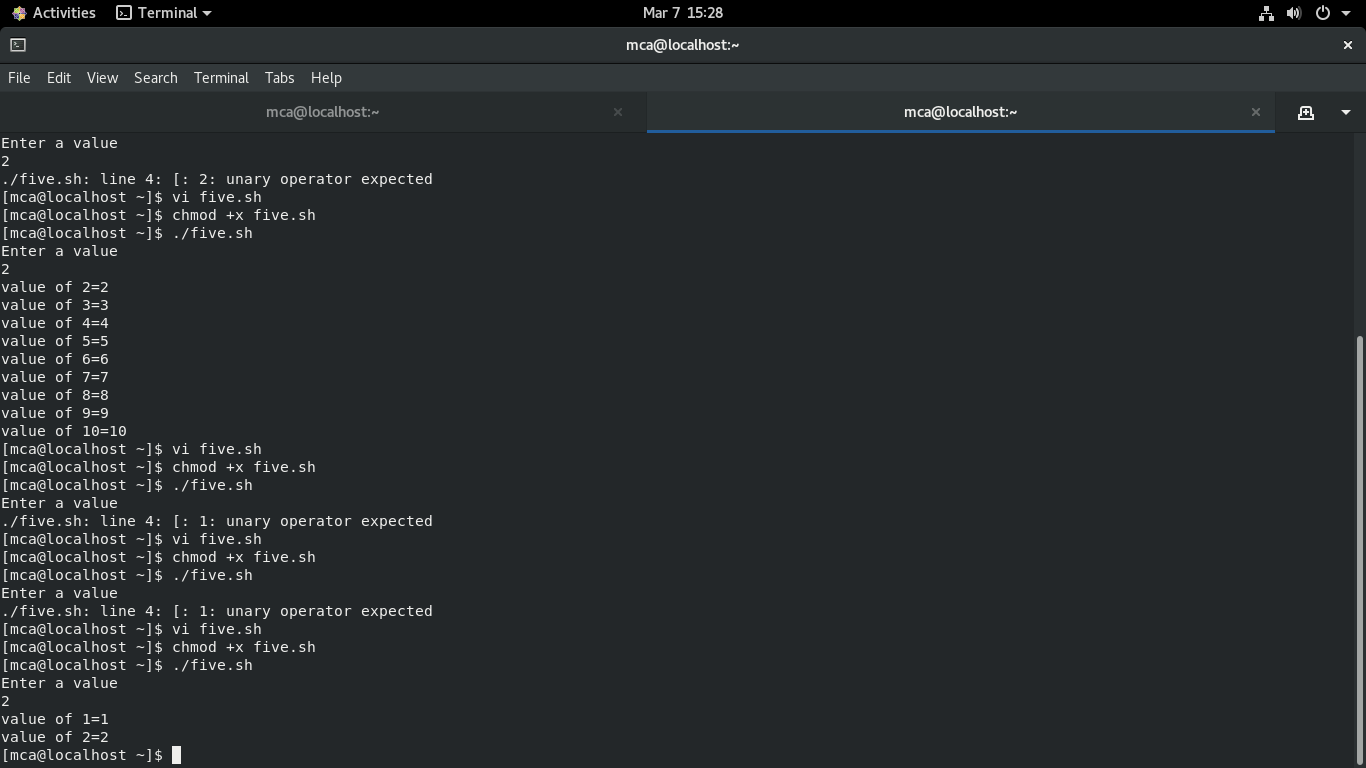 Activities Terminal Mar 7 15:28
mca@localhost:~
File Edit View Search Terminal Tabs Help
mca@localhost:~ mca@localhost:~
Enter a value
2
./five.sh: line 4: [: 2: unary operator expected
[mca@localhost ~]$ vi five.sh
[mca@localhost ~]$ chmod +x five.sh
[mca@localhost ~]$ ./five.sh
Enter a value
2
value of 2=2
value of 3=3
value of 4=4
value of 5=5
value of 6=6
value of 7=7
value of 8=8
value of 9=9
value of 10=10
[mca@localhost ~]$ vi five.sh
[mca@localhost ~]$ chmod +x five.sh
[mca@localhost ~]$ ./five.sh
Enter a value
./five.sh: line 4: [: 1: unary operator expected
[mca@localhost ~]$ vi five.sh
[mca@localhost ~]$ chmod +x five.sh
[mca@localhost ~]$ ./five.sh
Enter a value
./five.sh: line 4: [: 1: unary operator expected
[mca@localhost ~]$ vi five.sh
[mca@localhost ~]$ chmod +x five.sh
[mca@localhost ~]$ ./five.sh
Enter a value
2
value of 1=1
value of 2=2
[mca@localhost ~]$